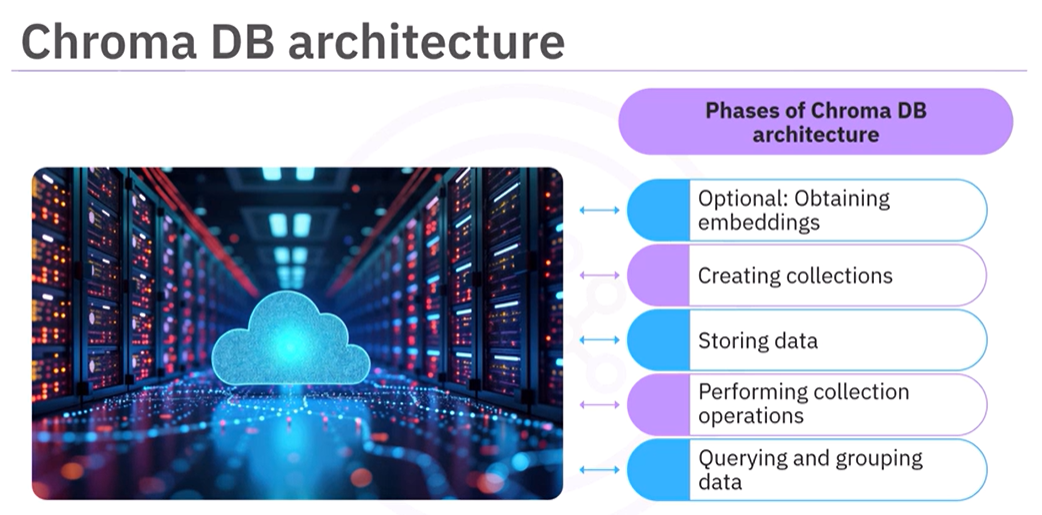 Chroma DB architecture
Phases of Chroma DB
architecture
Optional: Obtaining
embeddings
Creating collections
Storing data
Performing collection
operations
Querying and grouping
data